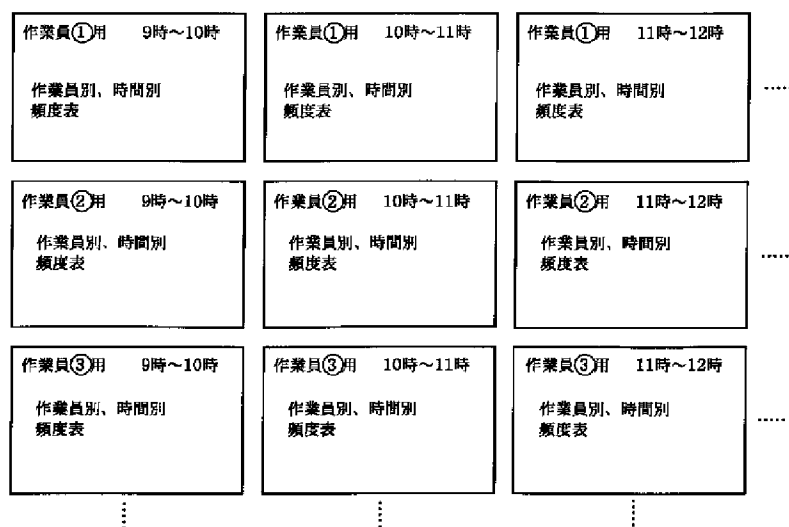 作業員①用 9時～10時
作業員別、時間別
頻度表
作業員①用 10時～11時
作業員別、時間別
頻度表
作業員①用 11時～12時
作業員別、時間別
頻度表
作業員②用 9時～10時
作業員別、時間別
頻度表
作業員②用 10時～11時
作業員別、時間別
頻度表
作業員②用 11時～12時
作業員別、時間別
頻度表
作業員③用 9時～10時
作業員別、時間別
頻度表
作業員③用 10時～11時
作業員別、時間別
頻度表
作業員③用 11時～12時
作業員別、時間別
頻度表